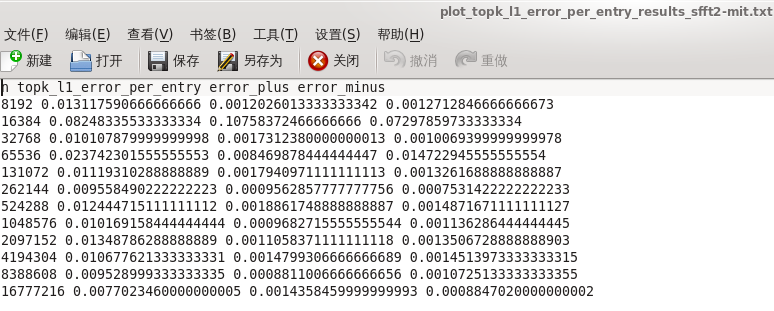 plot_topk_l1_error_per_entry_results_sfft2-mit.txt
文件(F) 编辑(E) 查看(V) 书签(B) 工具(T) 设置(S) 帮助(H)
新建 打开 保存 另存为 关闭 撤消 重做
n topk_l1_error_per_entry error_plus error_minus
8192 0.013117590666666666 0.0012026013333333342 0.0012712846666666673
16384 0.08248335533333334 0.10758372466666666 0.07297859733333334
32768 0.010107879999999998 0.0017312380000000013 0.0010069399999999978
65536 0.023742301555555553 0.008469878444444447 0.014722945555555554
131072 0.01119310288888889 0.0017940971111111113 0.0013261688888888887
262144 0.009558490222222223 0.0009562857777777756 0.0007531422222222233
524288 0.012444715111111112 0.0018861748888888887 0.0014871671111111127
1048576 0.010169158444444444 0.0009682715555555544 0.001136286444444445
2097152 0.01348786288888889 0.0011058371111111118 0.0013506728888888903
4194304 0.010677621333333331 0.0014799306666666689 0.0014513973333333315
8388608 0.009528999333333335 0.0008811006666666656 0.0010725133333333355
16777216 0.0077023460000000005 0.0014358459999999993 0.0008847020000000002